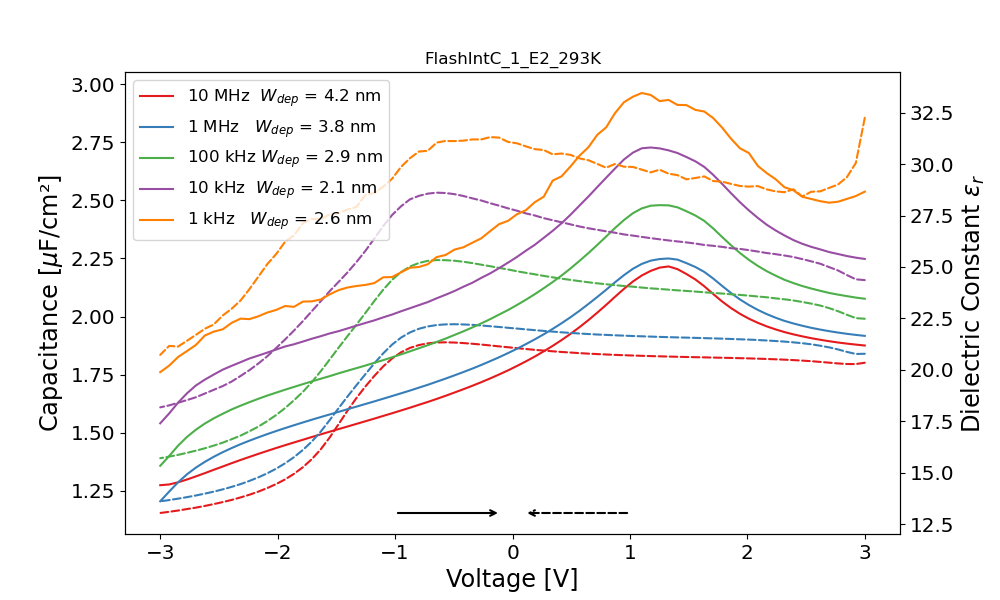 FlashIntC_1_E2_293K
3.00
2.75
2.50
2.25
2.00
1.75
1.50
1.25
Capacitance [μF/cm²]
10 MHz W_dep = 4.2 nm
1 MHz W_dep = 3.8 nm
100 kHz W_dep = 2.9 nm
10 kHz W_dep = 2.1 nm
1 kHz W_dep = 2.6 nm
32.5
30.0
27.5
25.0
22.5
20.0
17.5
15.0
12.5
Dielectric Constant ε_r
−3 −2 −1 0 1 2 3
Voltage [V]